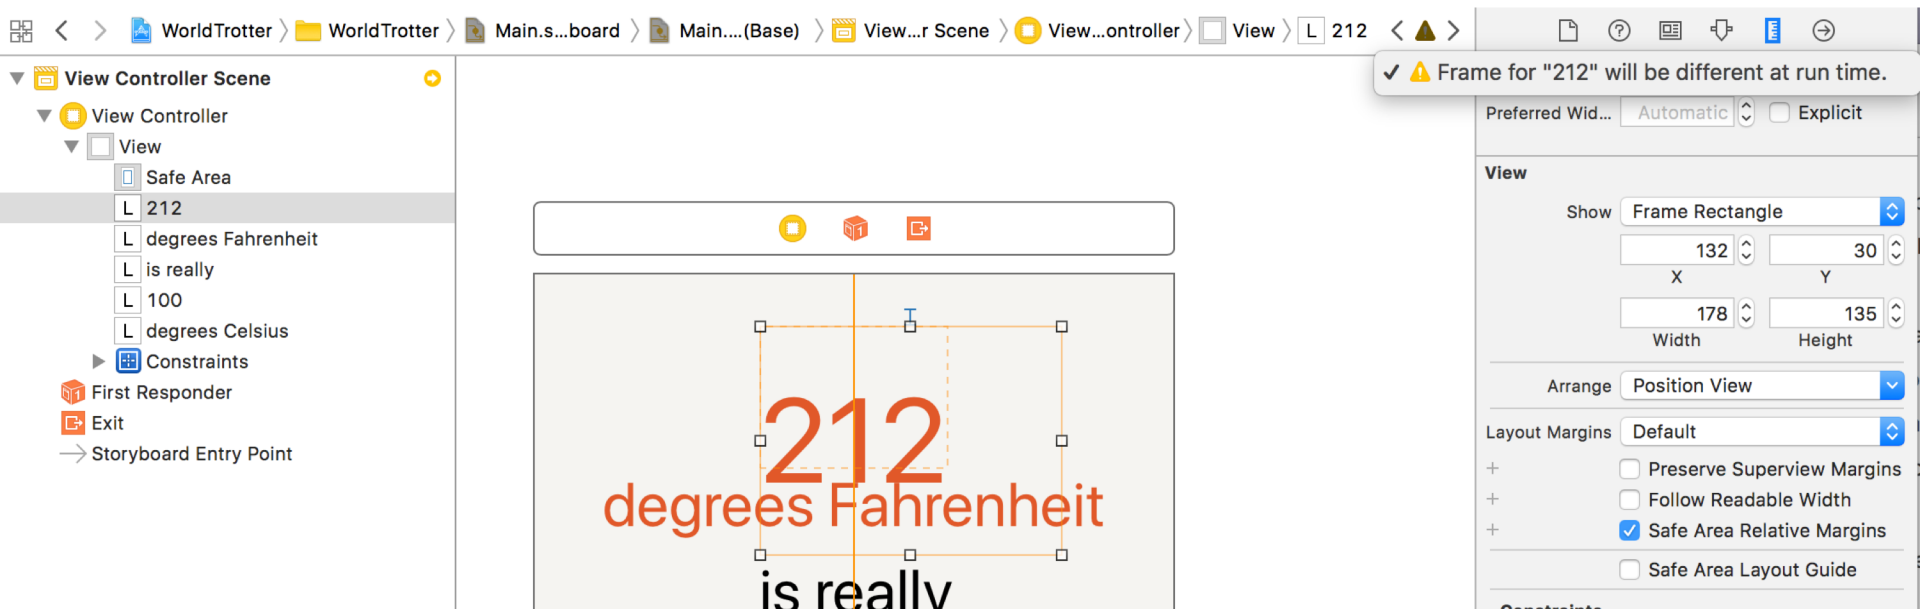 WorldTrotter WorldTrotter Main.s...board Main....(Base) View...r Scene View...ontroller View L 212
Frame for "212" will be different at run time.
View Controller Scene
View Controller
View
Safe Area
L 212
L degrees Fahrenheit
L is really
L 100
L degrees Celsius
Constraints
First Responder
Exit
Storyboard Entry Point
212
degrees Fahrenheit
is really
Preferred Wid... Automatic Explicit
View
Show Frame Rectangle
132 30
X Y
178 135
Width Height
Arrange Position View
Layout Margins Default
Preserve Superview Margins
Follow Readable Width
Safe Area Relative Margins
Safe Area Layout Guide
Constraints